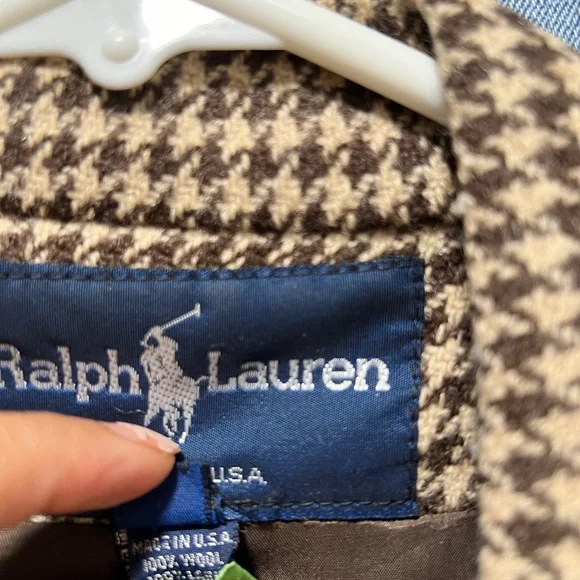 Ralph Lauren
U.S.A.
MADE IN U.S.A.
100% WOOL